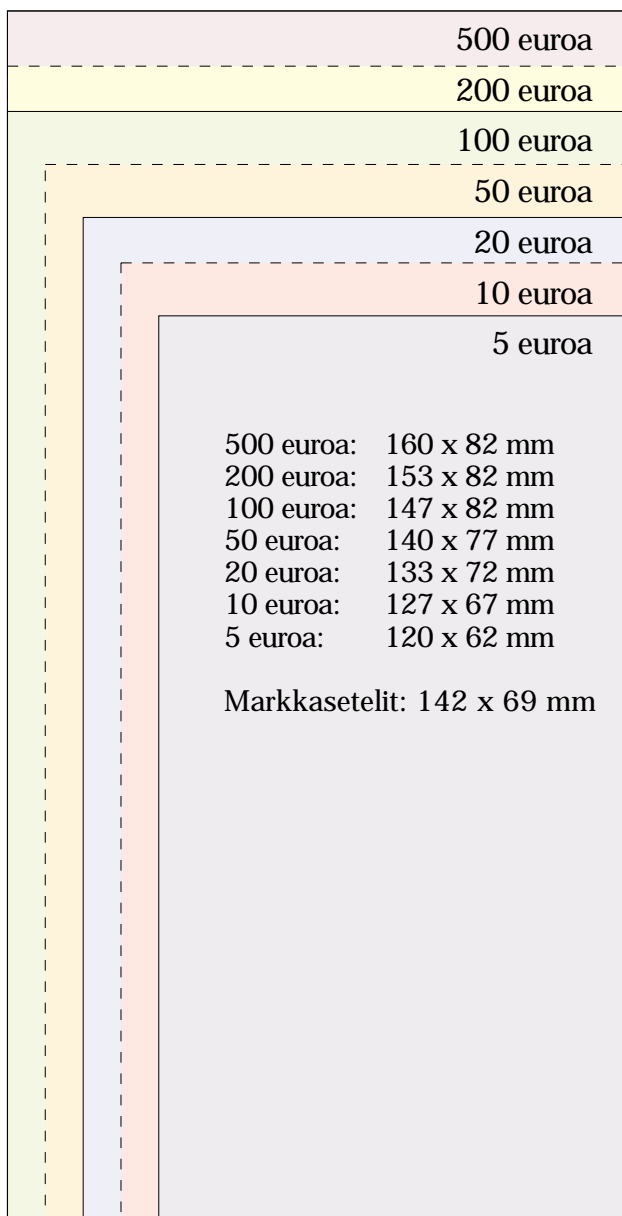 500 euroa
200 euroa
100 euroa
50 euroa
20 euroa
10 euroa
5 euroa
500 euroa: 160 x 82 mm
200 euroa: 153 x 82 mm
100 euroa: 147 x 82 mm
50 euroa: 140 x 77 mm
20 euroa: 133 x 72 mm
10 euroa: 127 x 67 mm
5 euroa: 120 x 62 mm
Markkasetelit: 142 x 69 mm